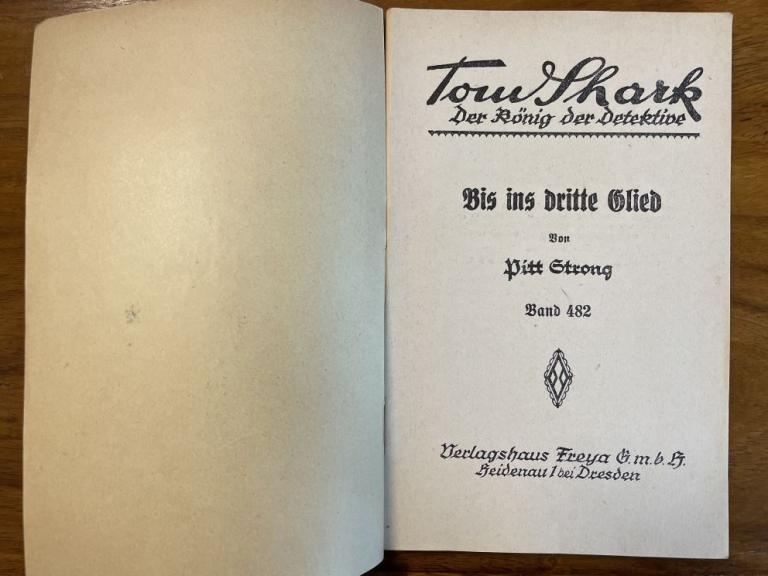 Tom Shark
Der König der Detektive
Bis ins dritte Glied
Von
Pitt Strong
Band 482
Verlagshaus Freya G.m.b.H.
Heidenau 1 bei Dresden